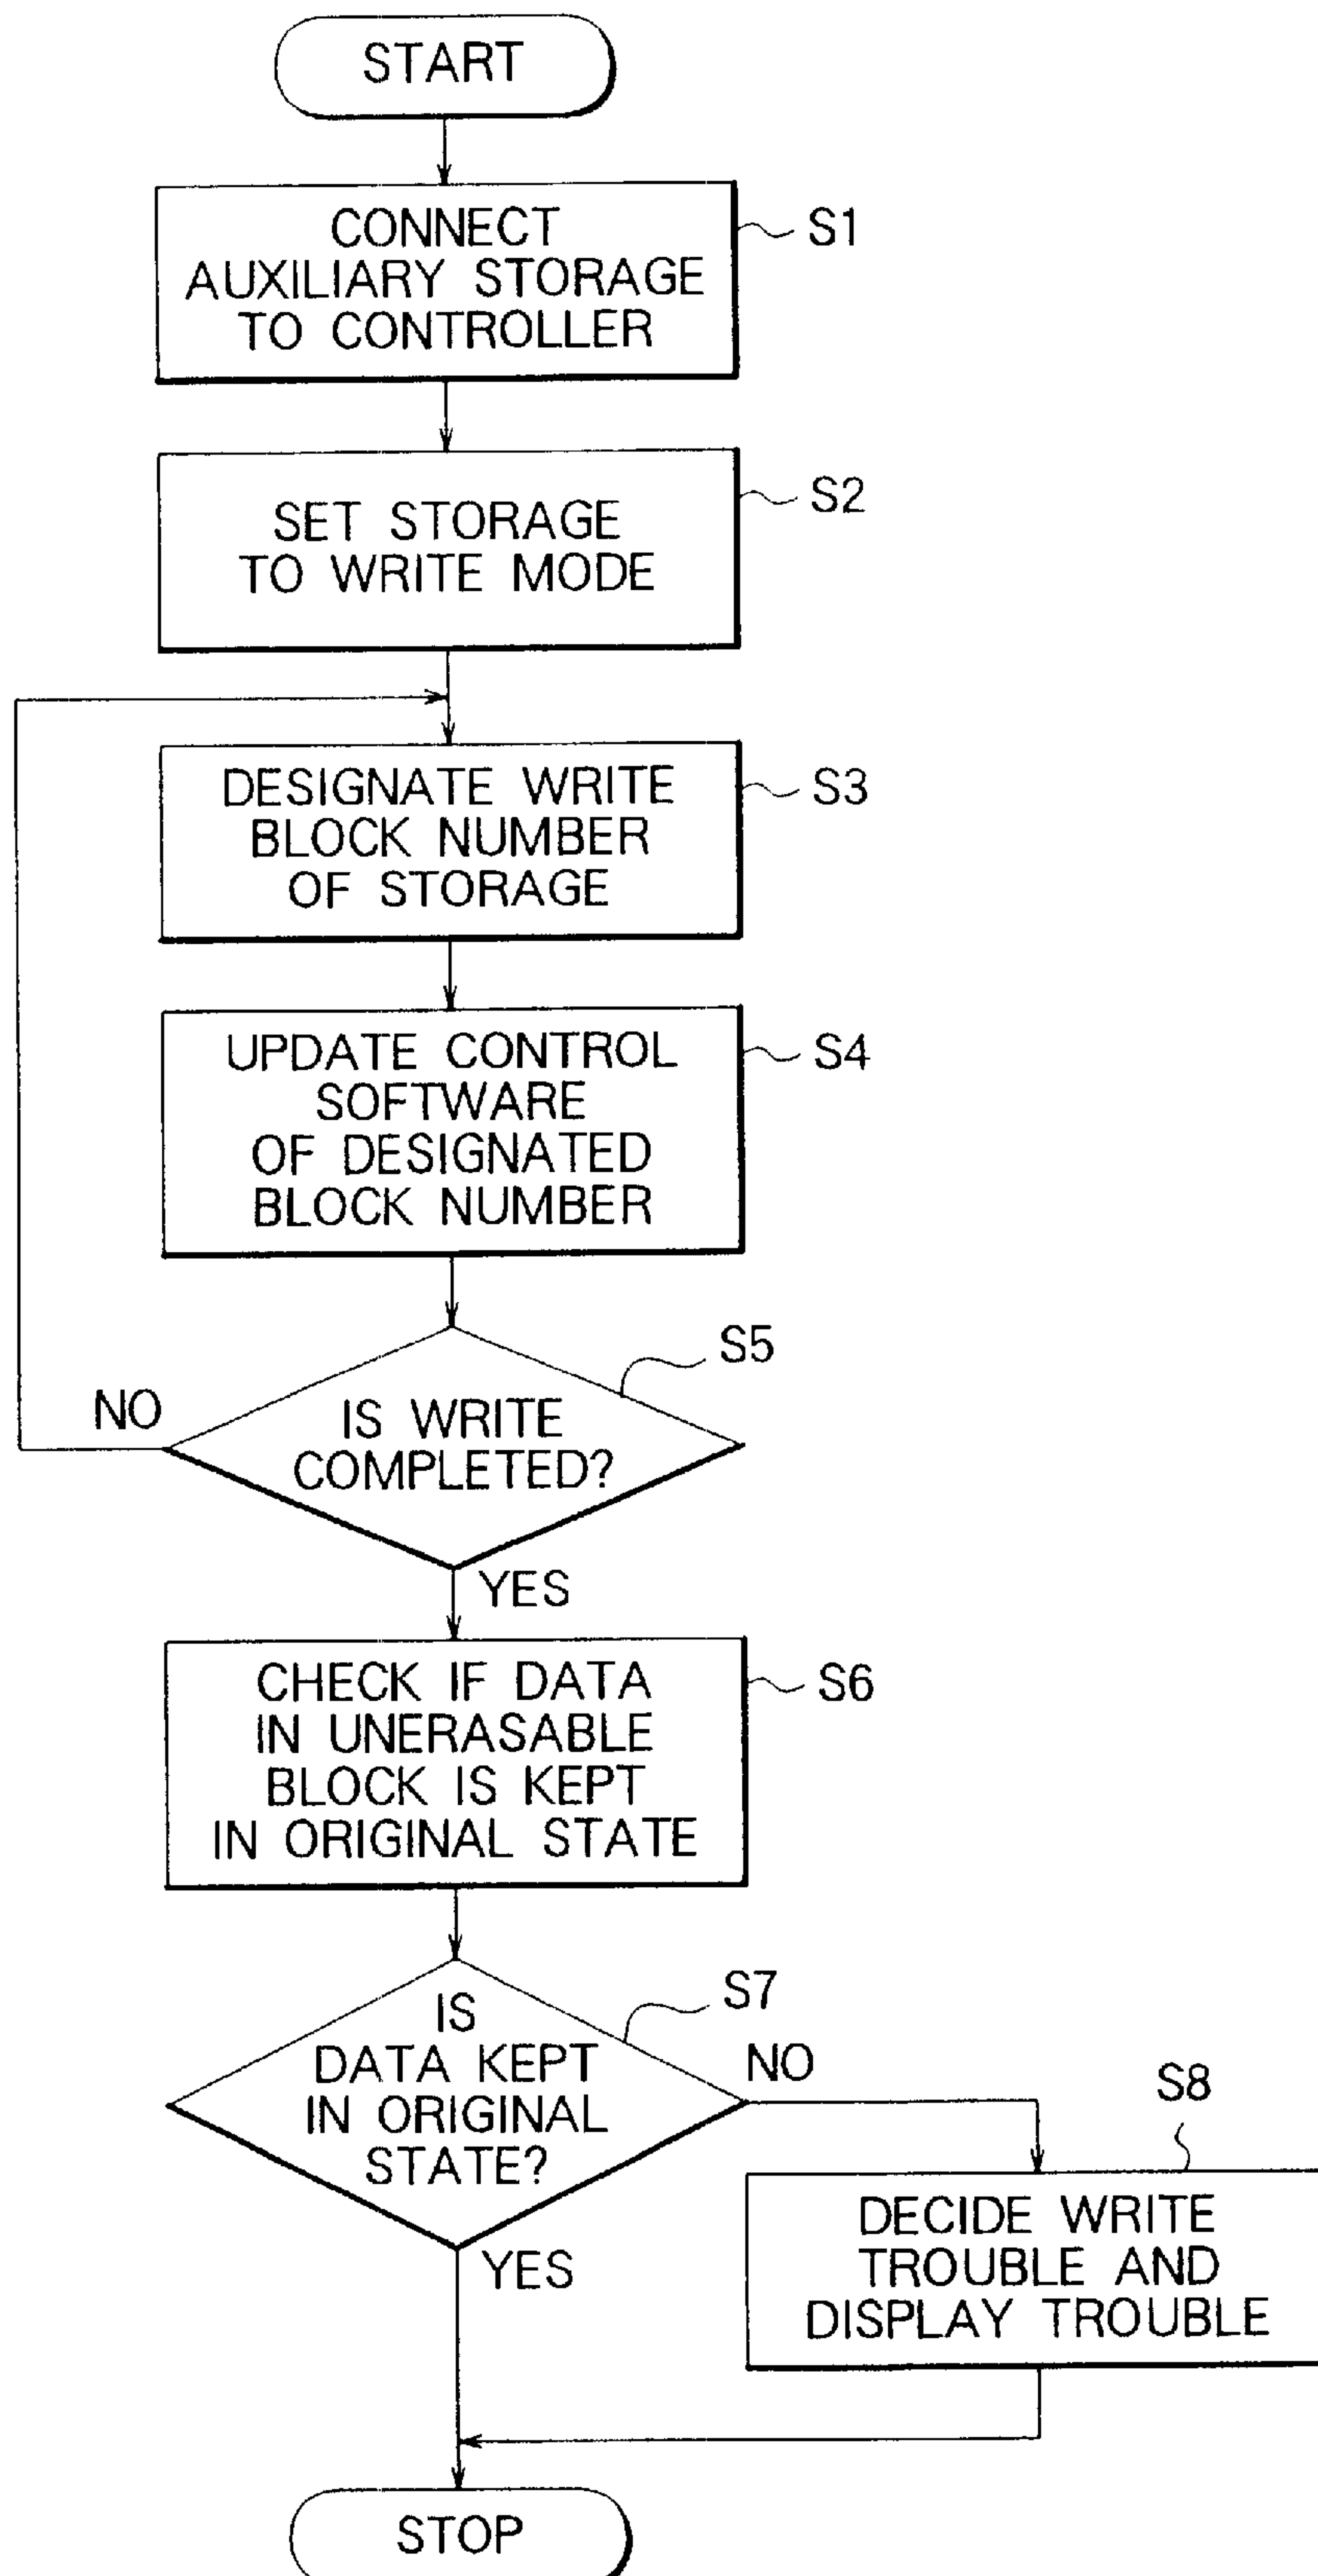 START
CONNECT
AUXILIARY STORAGE
TO CONTROLLER
S1
SET STORAGE
TO WRITE MODE
S2
DESIGNATE WRITE
BLOCK NUMBER
OF STORAGE
S3
UPDATE CONTROL
SOFTWARE
OF DESIGNATED
BLOCK NUMBER
S4
S5
NO
IS WRITE
COMPLETED?
YES
CHECK IF DATA
IN UNERASABLE
BLOCK IS KEPT
IN ORIGINAL STATE
S6
S7
IS
DATA KEPT
IN ORIGINAL
STATE?
NO
YES
S8
DECIDE WRITE
TROUBLE AND
DISPLAY TROUBLE
STOP